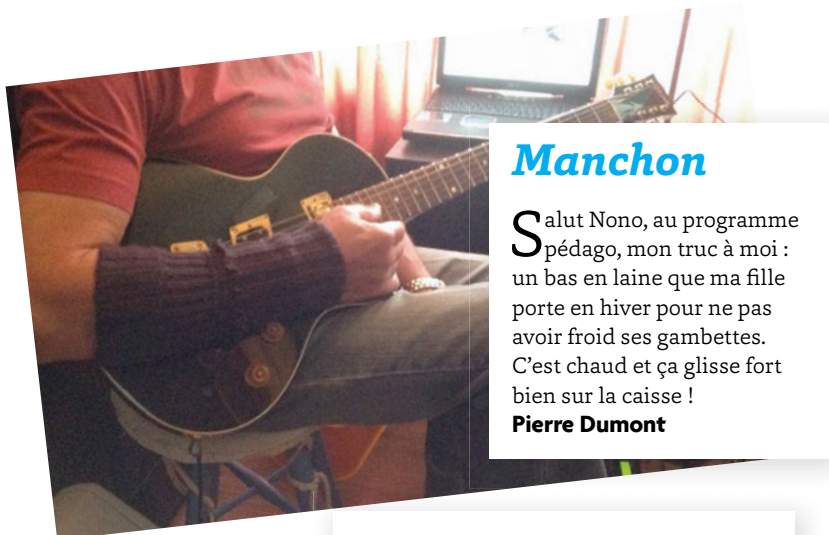 Manchon
Salut Nono, au programme
pédago, mon truc à moi :
un bas en laine que ma fille
porte en hiver pour ne pas
avoir froid ses gambettes.
C’est chaud et ça glisse fort
bien sur la caisse !
Pierre Dumont